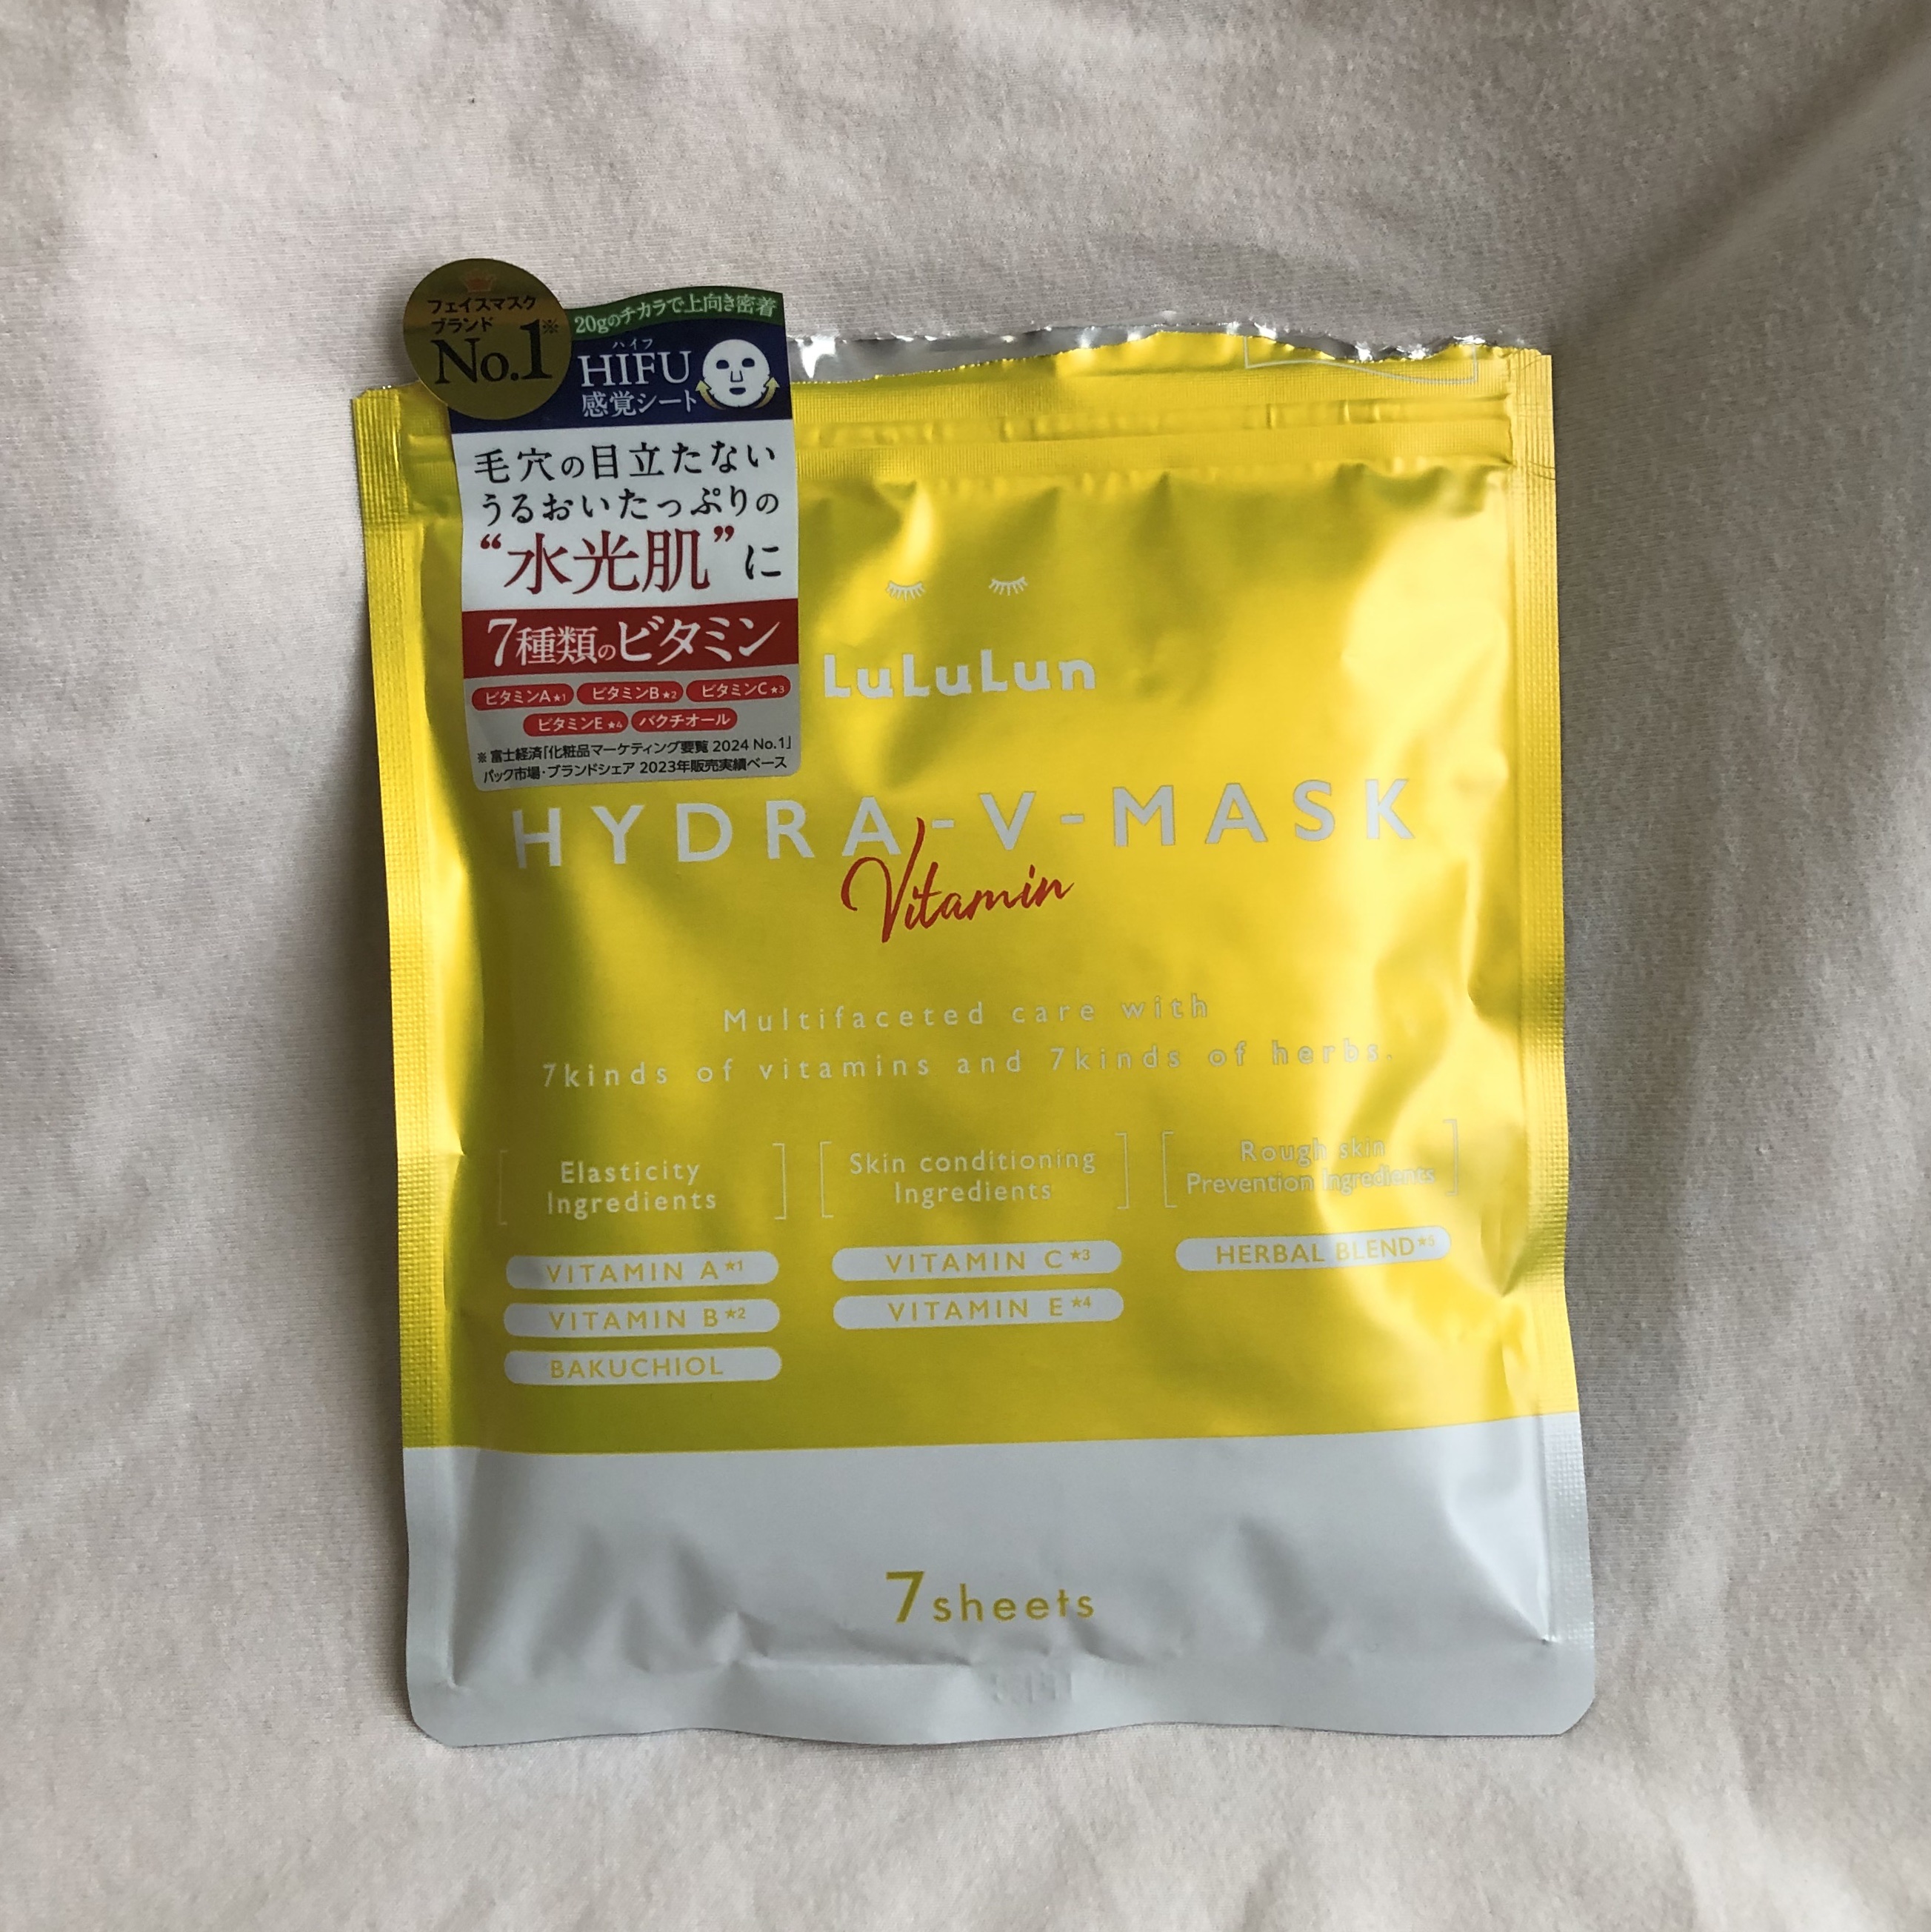 フェイスマスク
ブランド
No.1※
20gのチカラで上向き密着
ハイフ
HIFU
感覚シート
毛穴の目立たない
うるおいたっぷりの
“水光肌”に
7種類のビタミン
ビタミンA★1 ビタミンB★2 ビタミンC★3
ビタミンE★4 バクチオール
※富士経済「化粧品マーケティング要覧 2024 No.1」
パック市場・ブランドシェア 2023年販売実績ベース
LuLuLun
HYDRA-V-MASK
Vitamin
Multifaceted care with
7kinds of vitamins and 7kinds of herbs.
Elasticity
Ingredients
VITAMIN A★1
VITAMIN B★2
BAKUCHIOL
Skin conditioning
Ingredients
VITAMIN C★3
VITAMIN E★4
Rough skin
Prevention Ingredients
HERBAL BLEND★5
7sheets